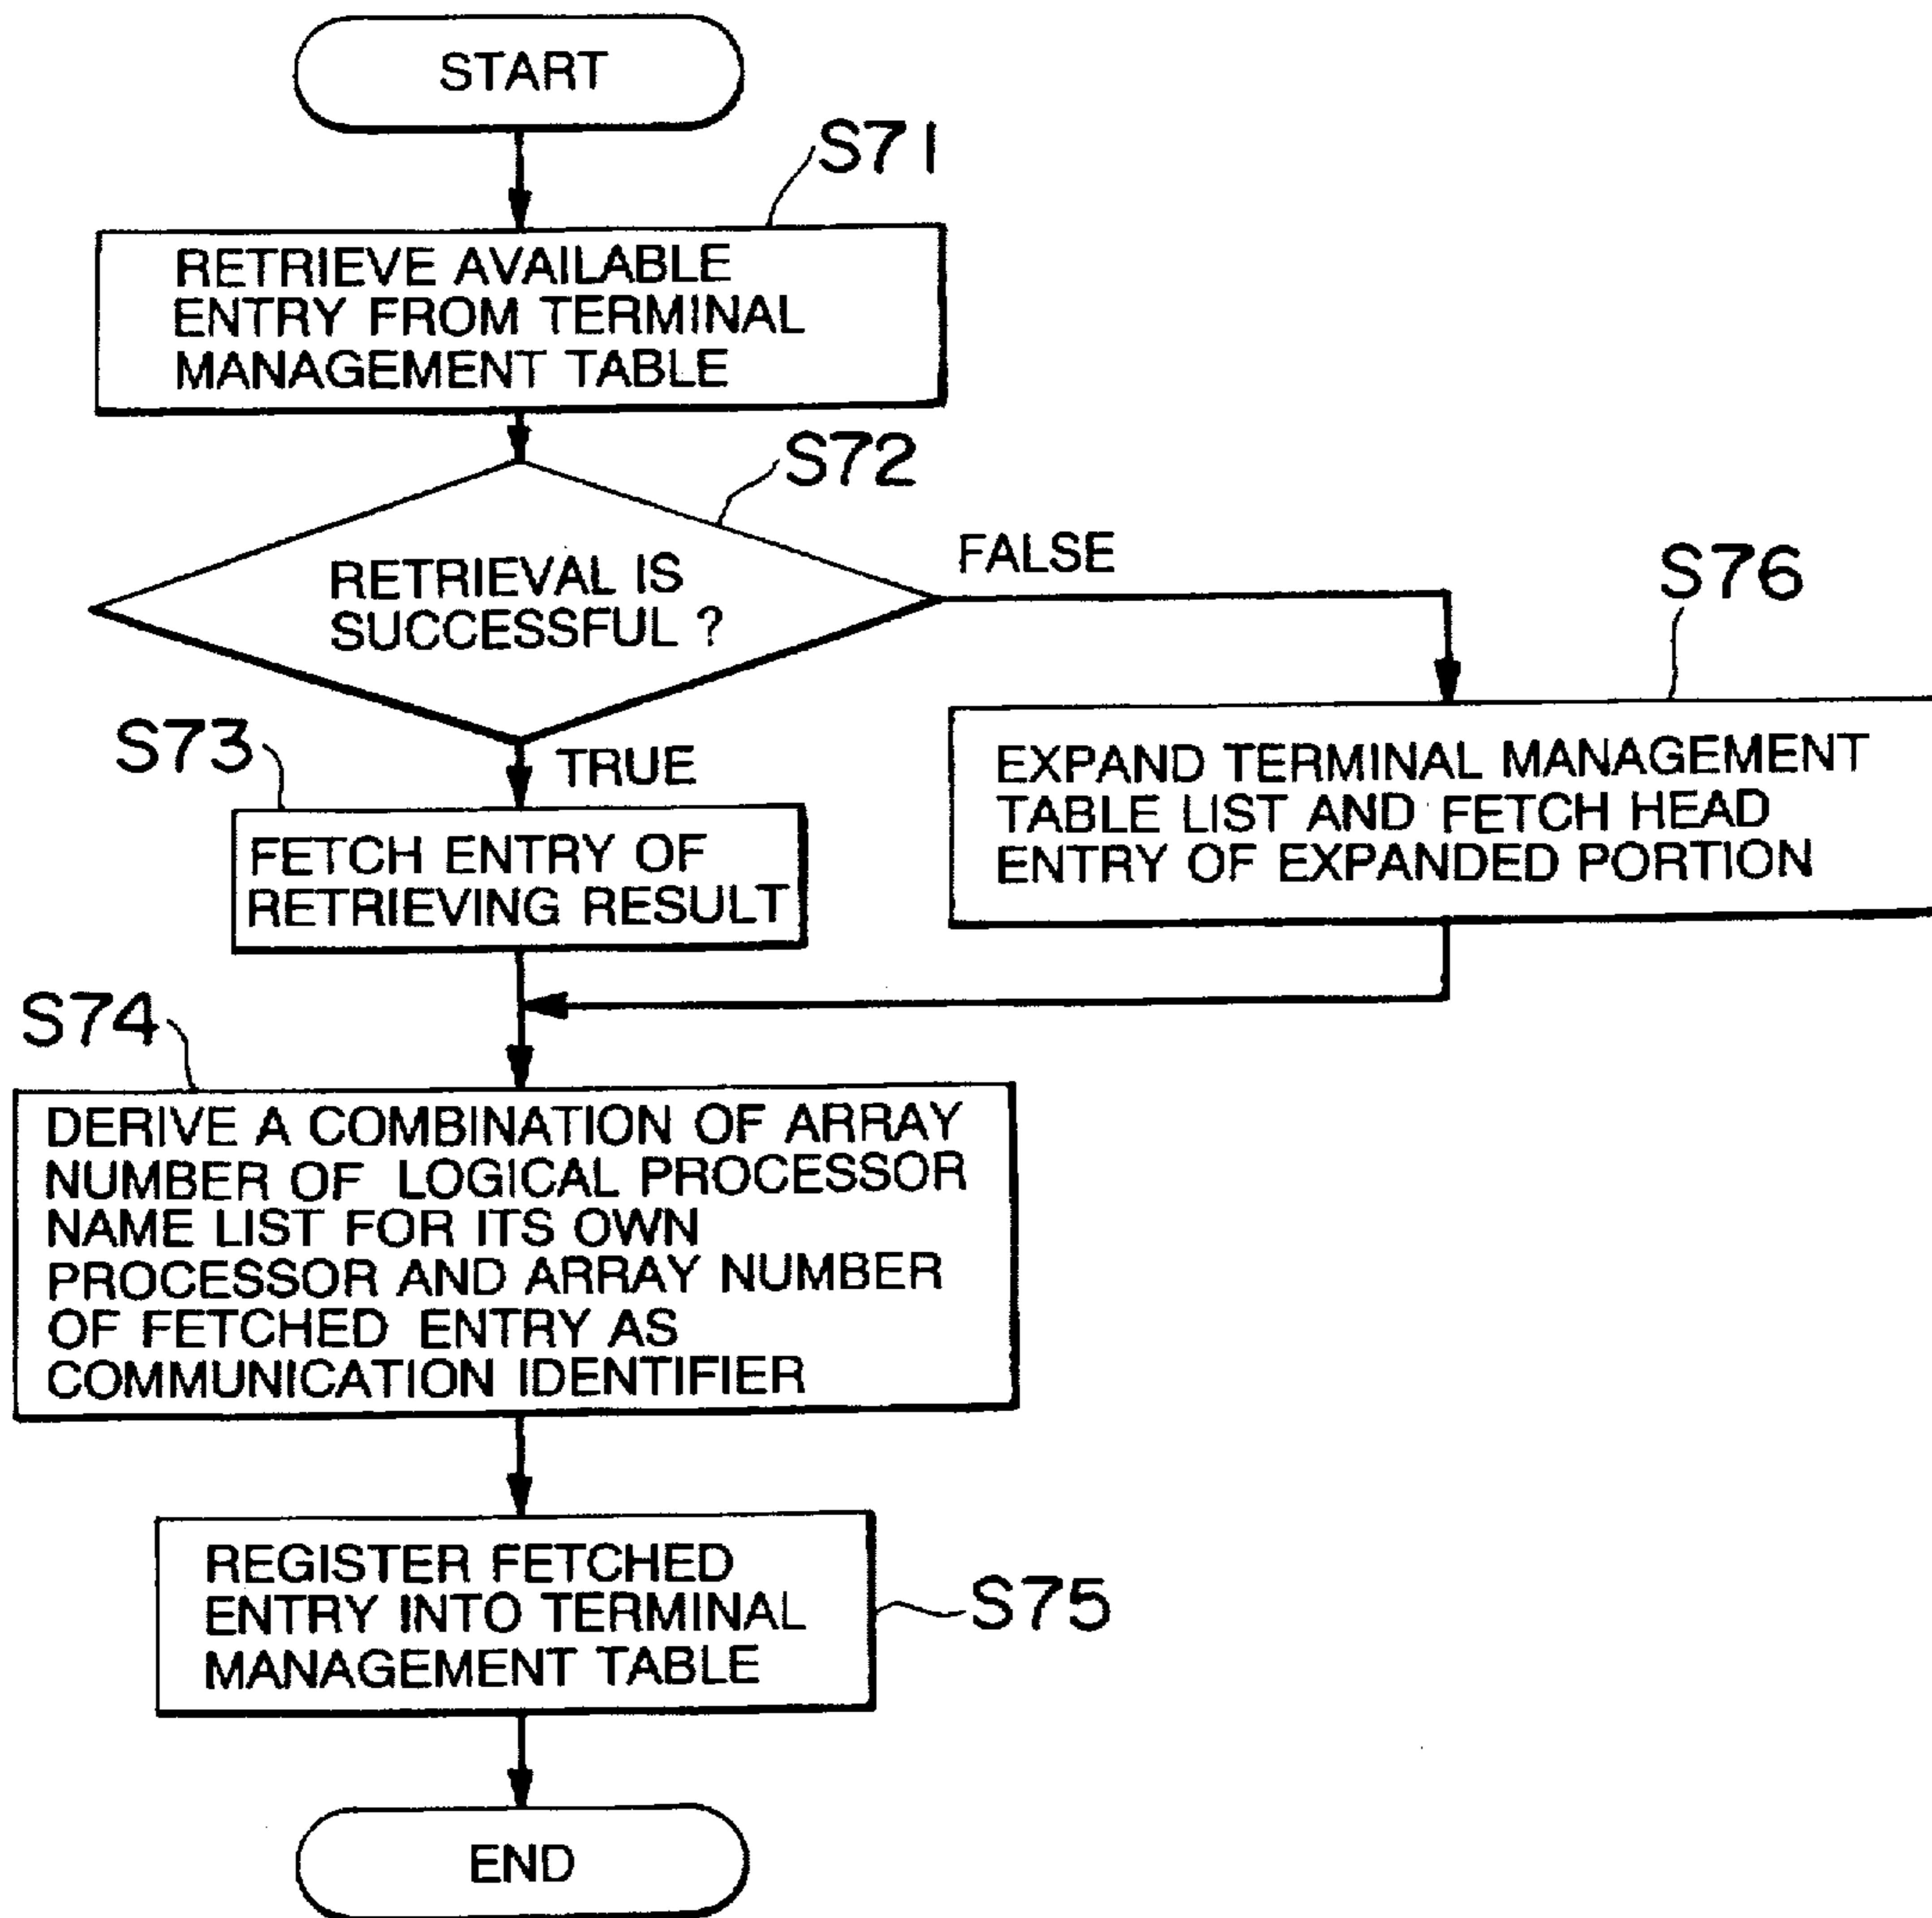 START
S71
RETRIEVE AVAILABLE
ENTRY FROM TERMINAL
MANAGEMENT TABLE
S72
RETRIEVAL IS
SUCCESSFUL ?
FALSE
S76
EXPAND TERMINAL MANAGEMENT
TABLE LIST AND FETCH HEAD
ENTRY OF EXPANDED PORTION
S73
TRUE
FETCH ENTRY OF
RETRIEVING RESULT
S74
DERIVE A COMBINATION OF ARRAY
NUMBER OF LOGICAL PROCESSOR
NAME LIST FOR ITS OWN
PROCESSOR AND ARRAY NUMBER
OF FETCHED ENTRY AS
COMMUNICATION IDENTIFIER
REGISTER FETCHED
ENTRY INTO TERMINAL
MANAGEMENT TABLE
S75
END